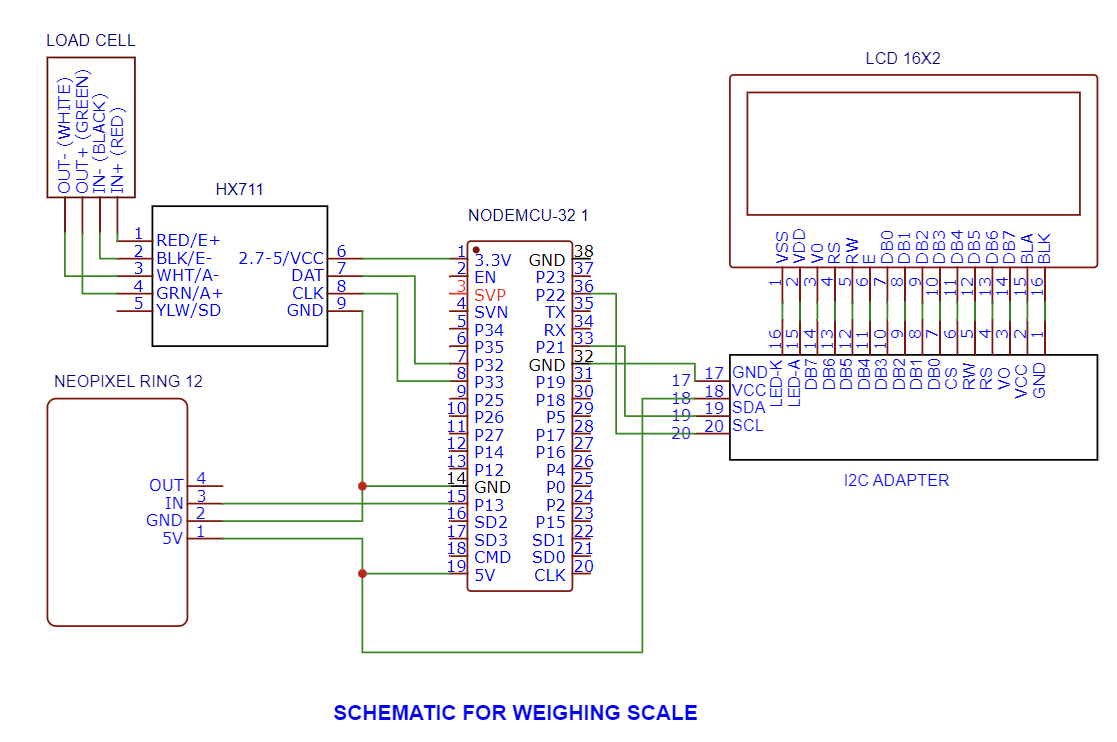 LOAD CELL
OUT- (WHITE)
OUT+ (GREEN)
IN- (BLACK)
IN+ (RED)
HX711
1 RED/E+
2 BLK/E-
3 WHT/A-
4 GRN/A+
5 YLW/SD
2.7-5/VCC 6
DAT 7
CLK 8
GND 9
NEOPIXEL RING 12
OUT 4
IN 3
GND 2
5V 1
NODEMCU-32 1
1 3.3V
2 EN
3 SVP
4 SVN
5 P34
6 P35
7 P32
8 P33
9 P25
10 P26
11 P27
12 P14
13 P12
14 GND
15 P13
16 SD2
17 SD3
18 CMD
19 5V
GND 38
P23 37
P22 36
TX 35
RX 34
P21 33
GND 32
P19 31
P18 30
P5 29
P17 28
P16 27
P4 26
P0 25
P2 24
P15 23
SD1 22
SD0 21
CLK 20
LCD 16X2
VSS 1
VDD 2
V0 3
RS 4
RW 5
E 6
DB0 7
DB1 8
DB2 9
DB3 10
DB4 11
DB5 12
DB6 13
DB7 14
BLA 15
BLK 16
16 LED-K
15 LED-A
14 DB7
13 DB6
12 DB5
11 DB4
10 DB3
9 DB2
8 DB1
7 DB0
6 CS
5 RW
4 RS
3 VO
2 VCC
1 GND
17 17 GND
18 18 VCC
19 19 SDA
20 20 SCL
I2C ADAPTER
SCHEMATIC FOR WEIGHING SCALE